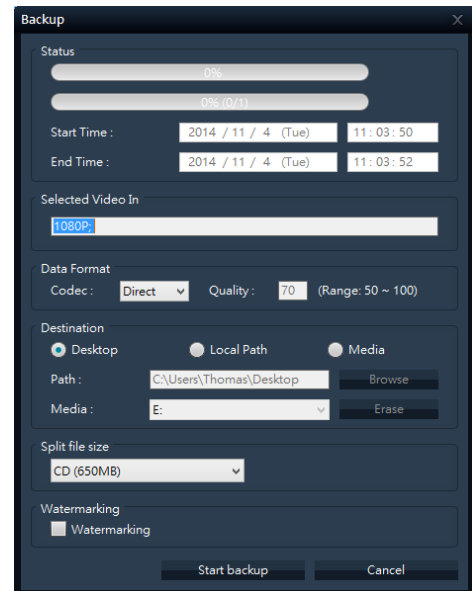 Backup X
Status
0%
0% (0/1)
Start Time : 2014 / 11 / 4 (Tue) 11 : 03 : 50
End Time : 2014 / 11 / 4 (Tue) 11 : 03 : 52
Selected Video In
1080P;
Data Format
Codec : Direct Quality : 70 (Range: 50 ~ 100)
Destination
Desktop Local Path Media
Path : C:\Users\Thomas\Desktop Browse
Media : E: Erase
Split file size
CD (650MB)
Watermarking
Watermarking
Start backup Cancel